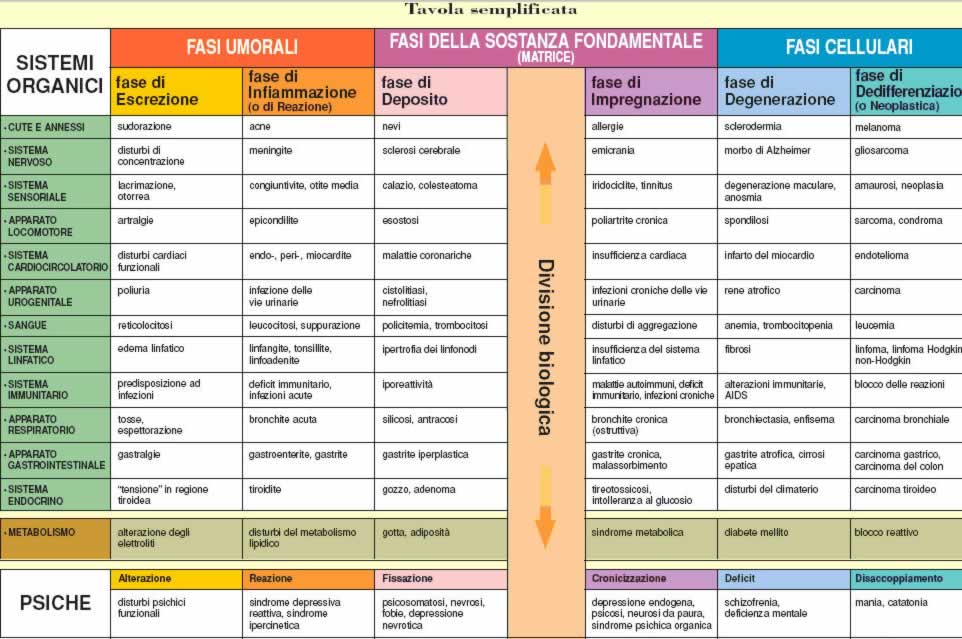 Tavola semplificata
SISTEMI
ORGANICI
FASI UMORALI
FASI DELLA SOSTANZA FONDAMENTALE
(MATRICE)
FASI CELLULARI
fase di
Escrezione
fase di
Infiammazione
(o di Reazione)
fase di
Deposito
fase di
Impregnazione
fase di
Degenerazione
fase di
Dedifferenziazio
(o Neoplastica)
Divisione biologica
• CUTE E ANNESSI
sudorazione
acne
nevi
allergie
sclerodermia
melanoma
• SISTEMA
NERVOSO
disturbi di
concentrazione
meningite
sclerosi cerebrale
emicrania
morbo di Alzheimer
gliosarcoma
• SISTEMA
SENSORIALE
lacrimazione,
otorrea
congiuntivite, otite media
calazio, colesteatoma
iridociclite, tinnitus
degenerazione maculare,
anosmia
amaurosi, neoplasia
• APPARATO
LOCOMOTORE
artralgie
epicondilite
esostosi
poliartrite cronica
spondilosi
sarcoma, condroma
• SISTEMA
CARDIOCIRCOLATORIO
disturbi cardiaci
funzionali
endo-, peri-, miocardite
malattie coronariche
insufficienza cardiaca
infarto del miocardio
endotelioma
• APPARATO
UROGENITALE
poliuria
infezione delle
vie urinarie
cistolitiasi,
nefrolitiasi
infezioni croniche delle vie
urinarie
rene atrofico
carcinoma
• SANGUE
reticolocitosi
leucocitosi, suppurazione
policitemia, trombocitosi
disturbi di aggregazione
anemia, trombocitopenia
leucemia
• SISTEMA
LINFATICO
edema linfatico
linfangite, tonsillite,
linfoadenite
ipertrofia dei linfonodi
insufficienza del sistema
linfatico
fibrosi
linfoma, linfoma Hodgkin
non-Hodgkin
• SISTEMA
IMMUNITARIO
predisposizione ad
infezioni
deficit immunitario,
infezioni acute
iporeattività
malattie autoimmuni, deficit
immunitario, infezioni croniche
alterazioni immunitarie,
AIDS
blocco delle reazioni
• APPARATO
RESPIRATORIO
tosse,
espettorazione
bronchite acuta
silicosi, antracosi
bronchite cronica
(ostruttiva)
bronchiectasia, enfisema
carcinoma bronchiale
• APPARATO
GASTROINTESTINALE
gastralgie
gastroenterite, gastrite
gastrite iperplastica
gastrite cronica,
malassorbimento
gastrite atrofica, cirrosi
epatica
carcinoma gastrico,
carcinoma del colon
• SISTEMA
ENDOCRINO
"tensione" in regione
tiroidea
tiroidite
gozzo, adenoma
tireotossicosi,
intolleranza al glucosio
disturbi del climaterio
carcinoma tiroideo
• METABOLISMO
alterazione degli
elettroliti
disturbi del metabolismo
lipidico
gotta, adiposità
sindrome metabolica
diabete mellito
blocco reattivo
PSICHE
Alterazione
Reazione
Fissazione
Cronicizzazione
Deficit
Disaccoppiamento
disturbi psichici
funzionali
sindrome depressiva
reattiva, sindrome
ipercinetica
psicosomatosi, nevrosi,
fobie, depressione
nevrotica
depressione endogena,
psicosi, neurosi da paura,
sindrome psichica organica
schizofrenia,
deficienza mentale
mania, catatonia